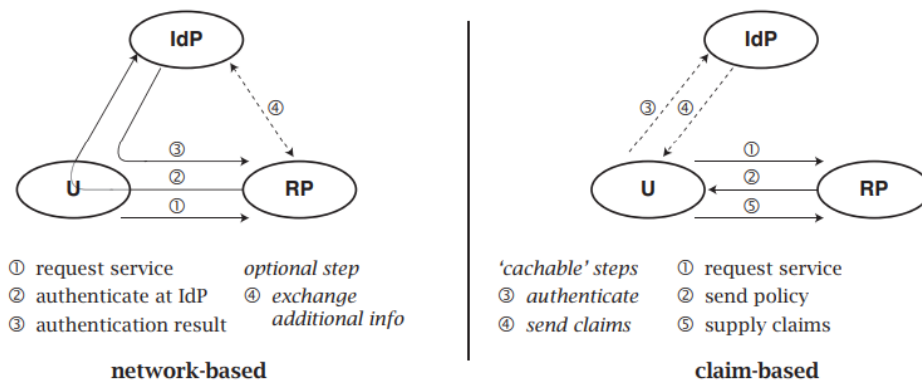 IdP
④
③
U
②
RP
①
① request service
optional step
② authenticate at IdP
④ exchange
additional info
③ authentication result
network-based
IdP
③
④
①
U
②
RP
⑤
'cachable' steps
① request service
③ authenticate
② send policy
④ send claims
⑤ supply claims
claim-based